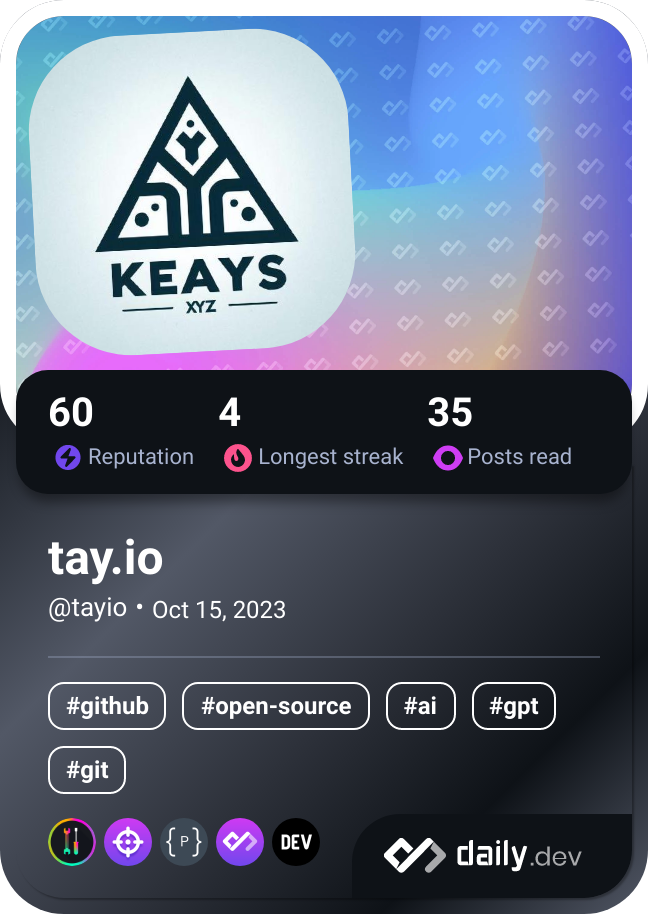 KEAYS
XYZ
60 4 35
Reputation Longest streak Posts read
tay.io
@tayio • Oct 15, 2023
#github #open-source #ai #gpt
#git
{P} DEV
daily.dev